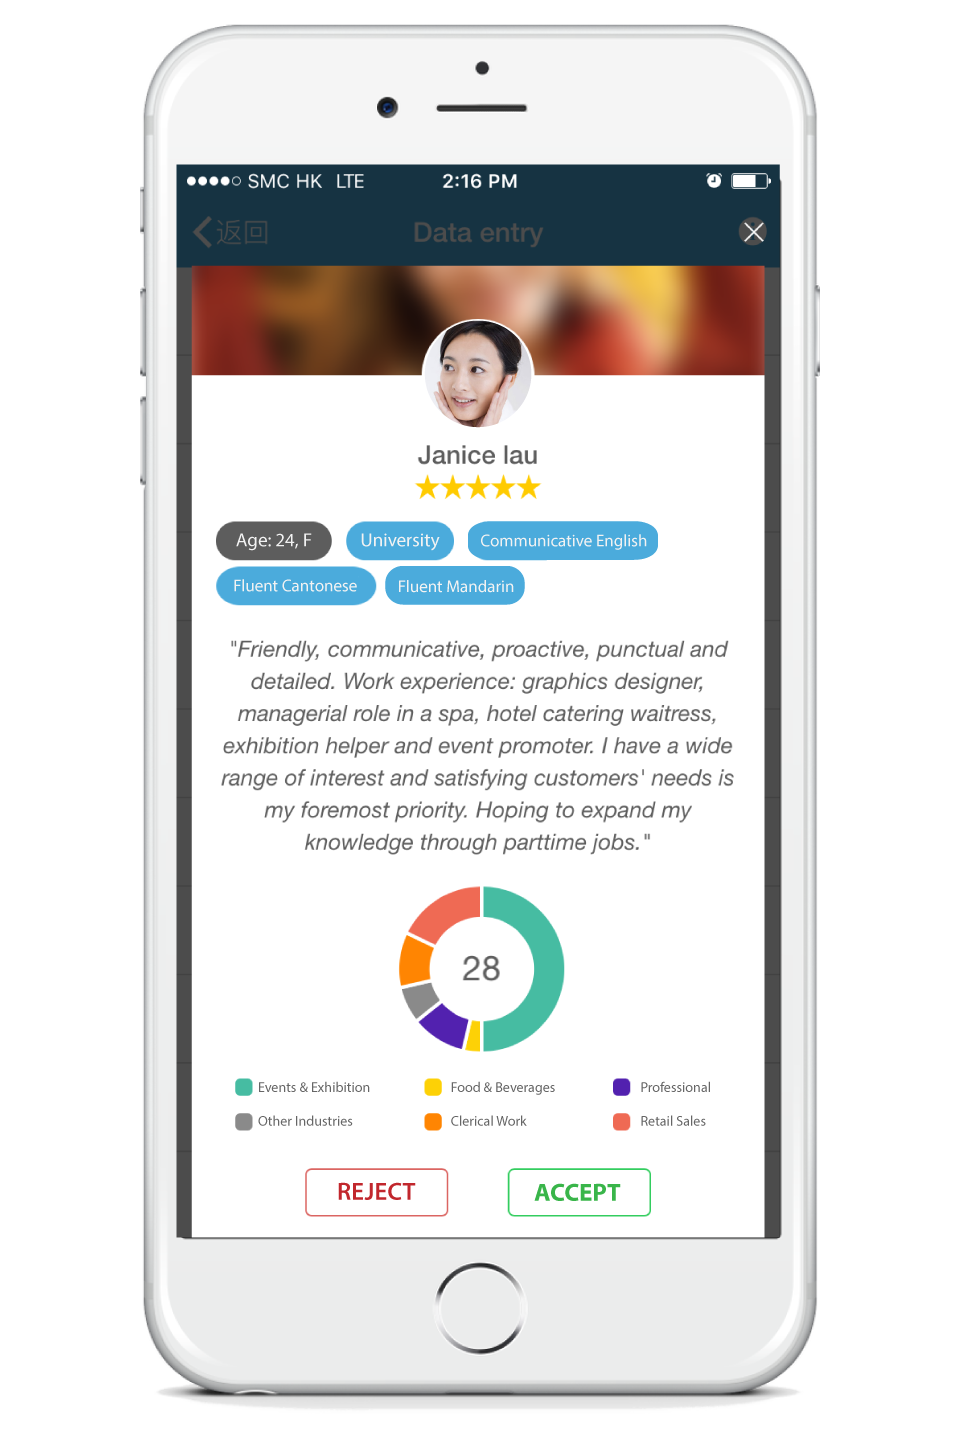 SMC HK LTE 2:16 PM
返回 Data entry
Janice lau
Age: 24, F University Communicative English
Fluent Cantonese Fluent Mandarin
"Friendly, communicative, proactive, punctual and
detailed. Work experience: graphics designer,
managerial role in a spa, hotel catering waitress,
exhibition helper and event promoter. I have a wide
range of interest and satisfying customers' needs is
my foremost priority. Hoping to expand my
knowledge through parttime jobs."
28
Events & Exhibition Food & Beverages Professional
Other Industries Clerical Work Retail Sales
REJECT ACCEPT